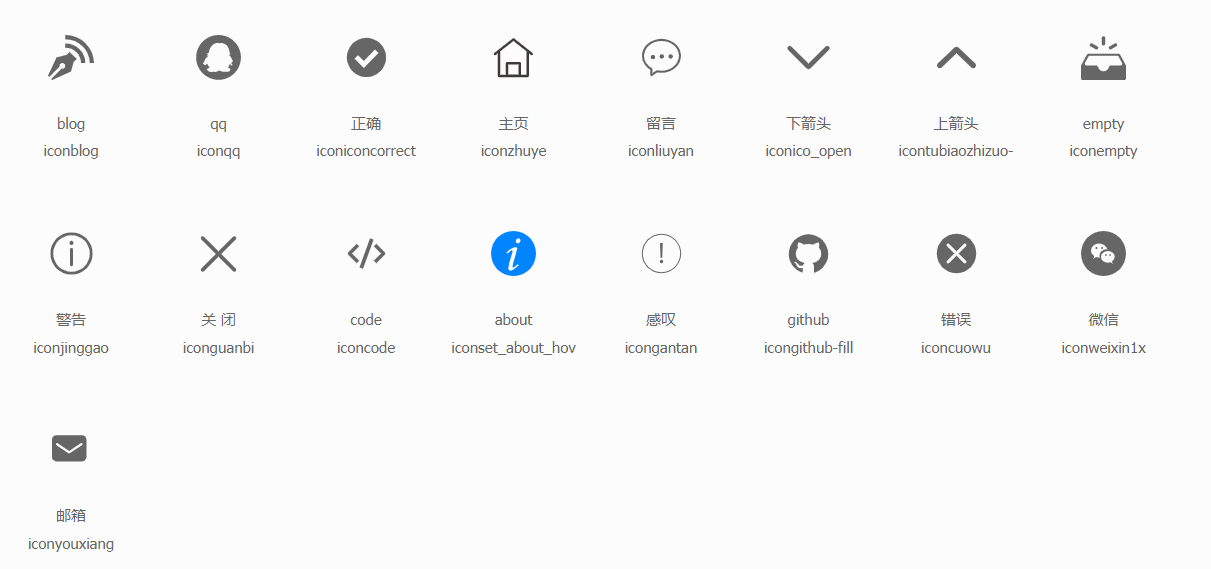 blog qq 正确 主页 留言 下箭头 上箭头 empty
iconblog iconqq iconiconcorrect iconzhuye iconliuyan iconico_open icontubiaozhizuo- iconempty
警告 关 闭 code about 感叹 github 错误 微信
iconjinggao iconguanbi iconcode iconset_about_hov icongantan icongithub-fill iconcuowu iconweixin1x
邮箱
iconyouxiang